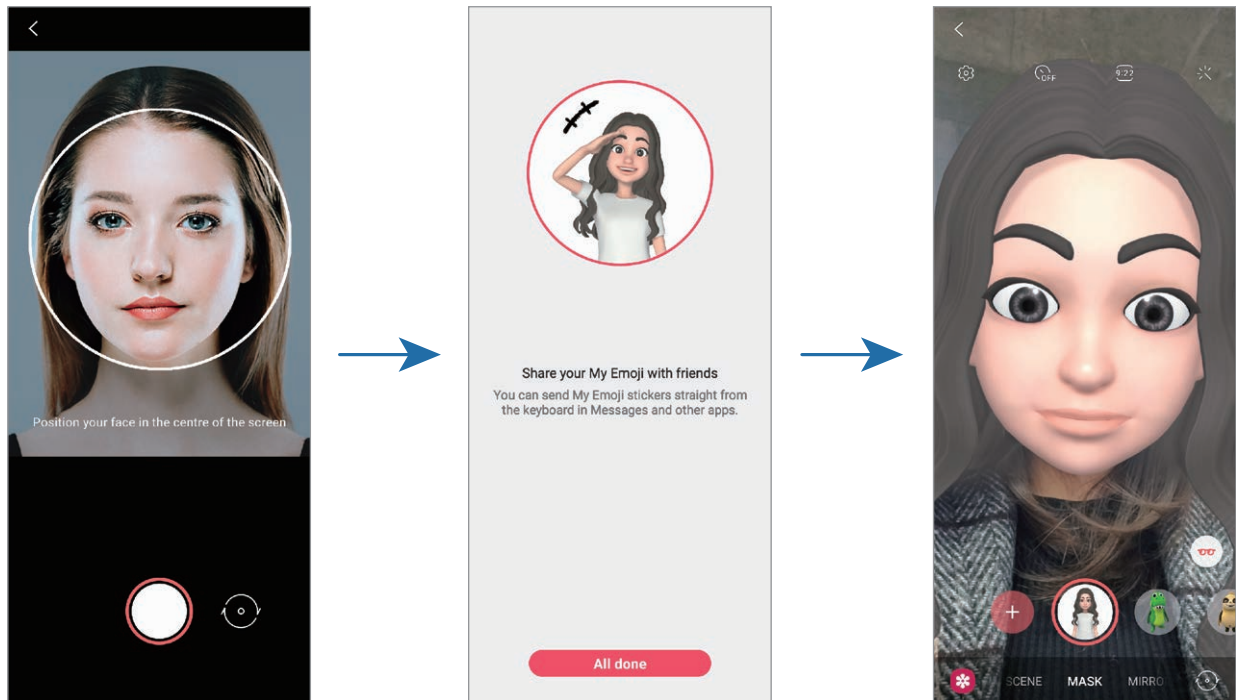 Position your face in the centre of the screen
Share your My Emoji with friends
You can send My Emoji stickers straight from
the keyboard in Messages and other apps.
All done
OFF
9:22
SCENE MASK MIRRO